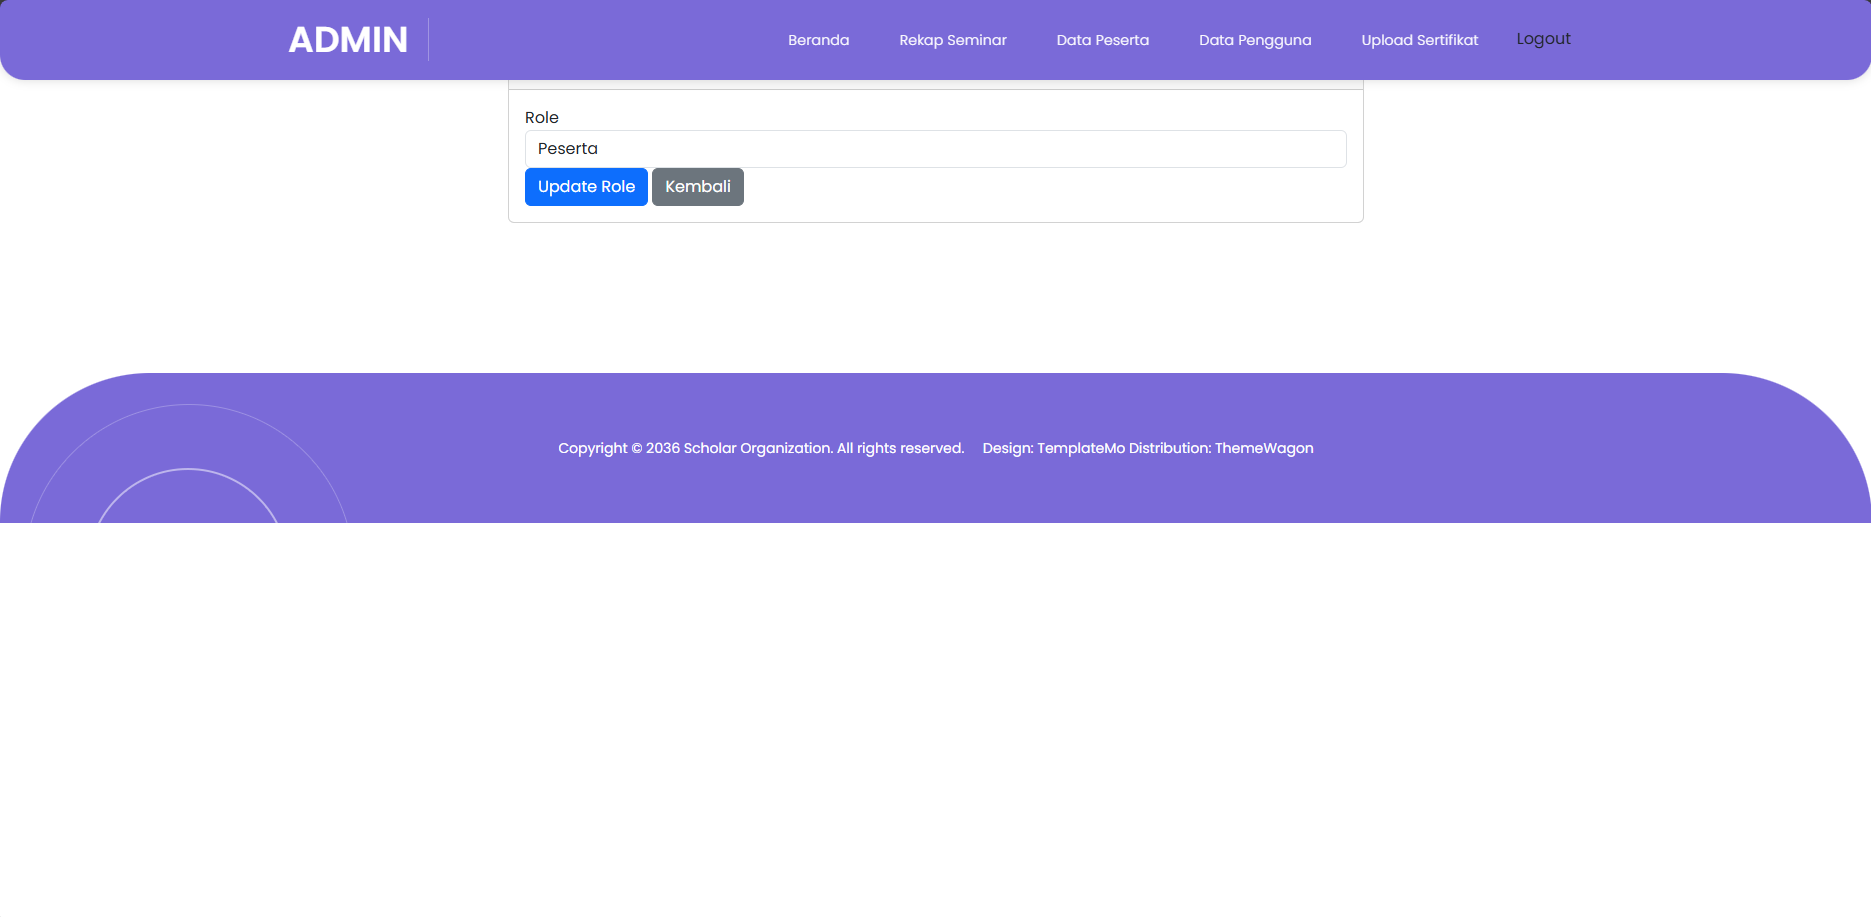 ADMIN
Beranda Rekap Seminar Data Peserta Data Pengguna Upload Sertifikat Logout
Role
Peserta
Update Role Kembali
Copyright © 2036 Scholar Organization. All rights reserved. Design: TemplateMo Distribution: ThemeWagon